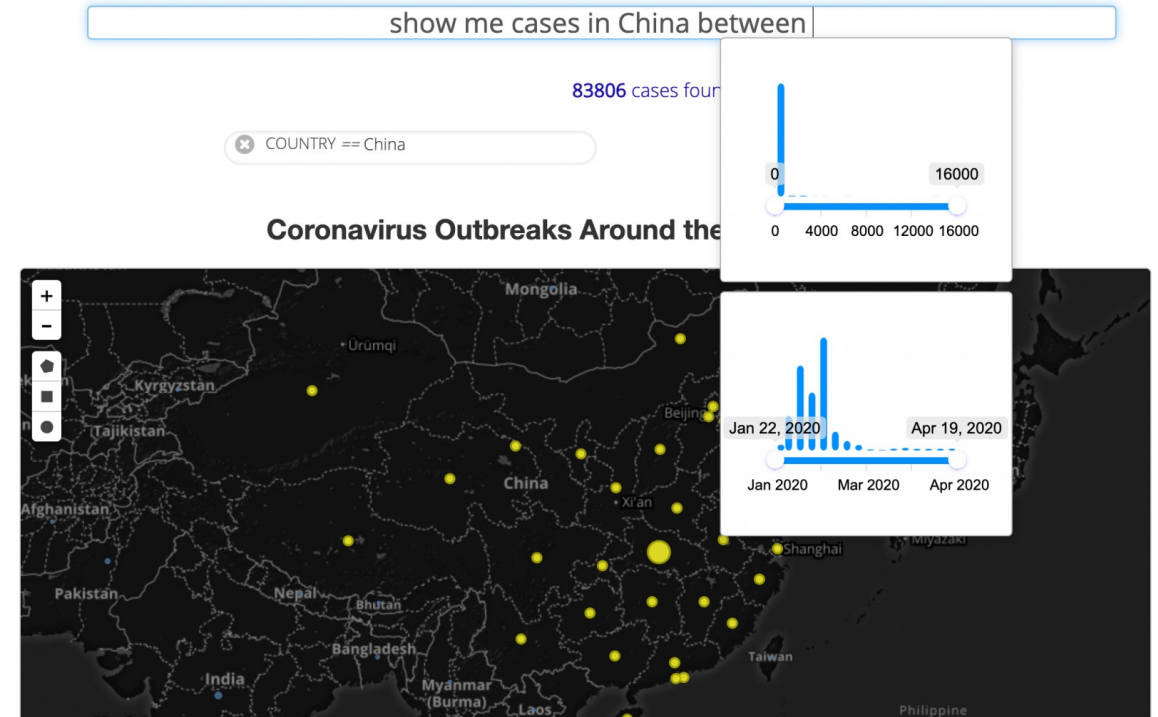 show me cases in China between
83806 cases foun
COUNTRY == China
0
16000
0 4000 8000 12000 16000
Coronavirus Outbreaks Around the
+
−
Mongolia
Ürümqi
Kyrgyzstan
Beijing
Jan 22, 2020
Apr 19, 2020
Tajikistan
Jan 2020 Mar 2020 Apr 2020
China
Xi'an
Afghanistan
Miyazaki
Shanghai
Pakistan
Nepal
Bhutan
Bangladesh
Taiwan
India
Myanmar
(Burma)
Laos
Philippine